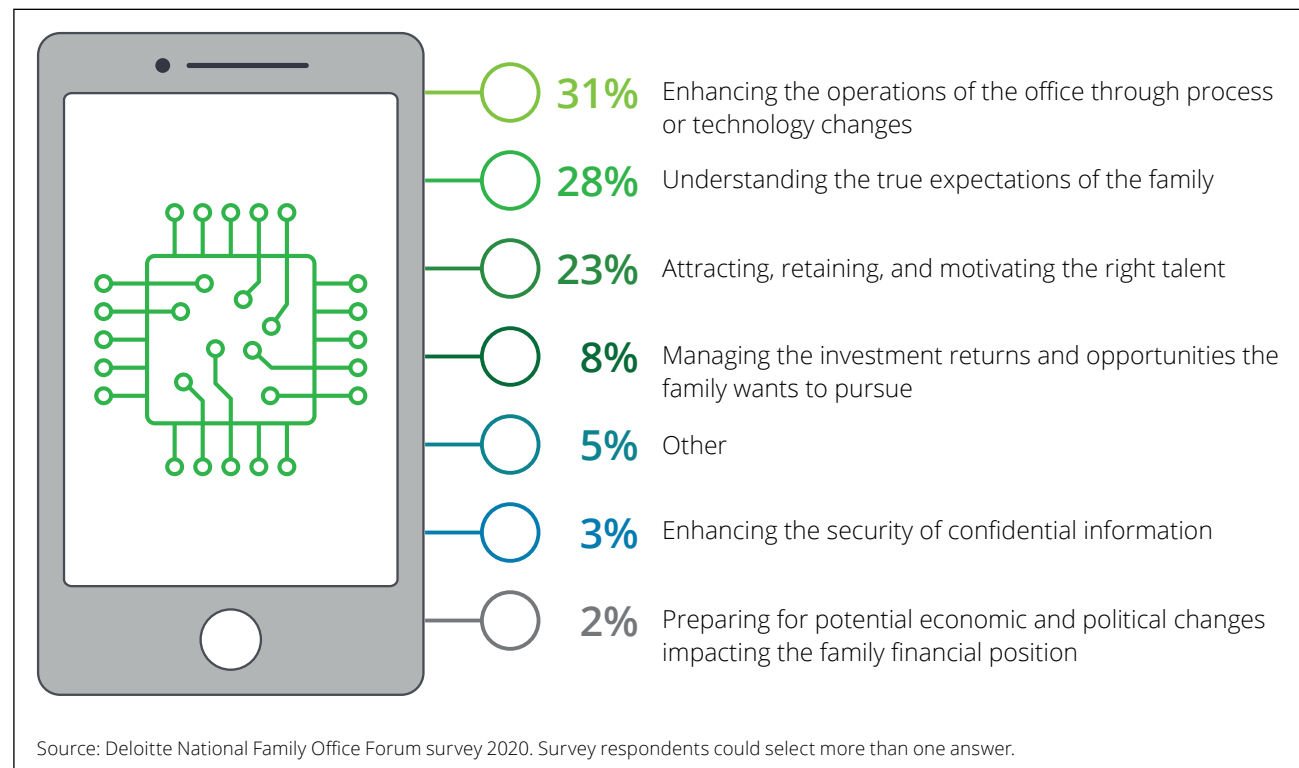 31% Enhancing the operations of the office through process
or technology changes
28% Understanding the true expectations of the family
23% Attracting, retaining, and motivating the right talent
8% Managing the investment returns and opportunities the
family wants to pursue
5% Other
3% Enhancing the security of confidential information
2% Preparing for potential economic and political changes
impacting the family financial position
Source: Deloitte National Family Office Forum survey 2020. Survey respondents could select more than one answer.